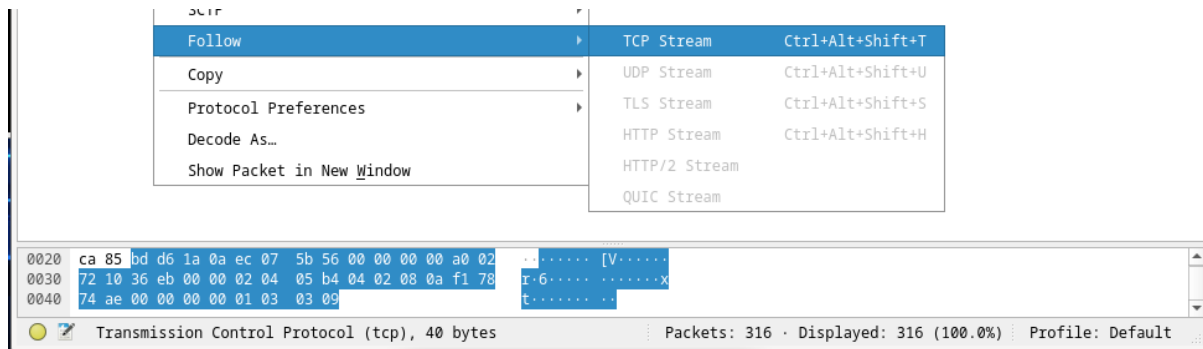 SCTP
Follow
TCP Stream Ctrl+Alt+Shift+T
Copy
UDP Stream Ctrl+Alt+Shift+U
Protocol Preferences
TLS Stream Ctrl+Alt+Shift+S
Decode As…
HTTP Stream Ctrl+Alt+Shift+H
Show Packet in New Window
HTTP/2 Stream
QUIC Stream
0020 ca 85 bd d6 1a 0a ec 07 5b 56 00 00 00 00 a0 02 ········ [V······
0030 72 10 36 eb 00 00 02 04 05 b4 04 02 08 0a f1 78 r·6····· ·······x
0040 74 ae 00 00 00 00 01 03 03 09 t······· ··
Transmission Control Protocol (tcp), 40 bytes Packets: 316 · Displayed: 316 (100.0%) Profile: Default